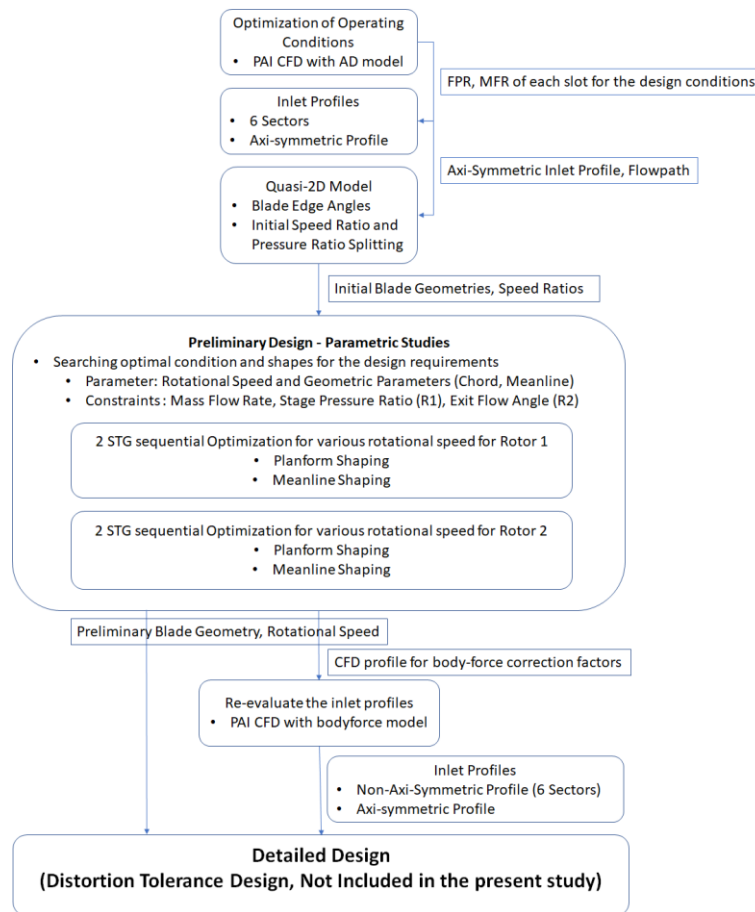 Optimization of Operating
Conditions
• PAI CFD with AD model
FPR, MFR of each slot for the design conditions
Inlet Profiles
• 6 Sectors
• Axi-symmetric Profile
Axi-Symmetric Inlet Profile, Flowpath
Quasi-2D Model
• Blade Edge Angles
• Initial Speed Ratio and
Pressure Ratio Splitting
Initial Blade Geometries, Speed Ratios
Preliminary Design - Parametric Studies
• Searching optimal condition and shapes for the design requirements
• Parameter: Rotational Speed and Geometric Parameters (Chord, Meanline)
• Constraints : Mass Flow Rate, Stage Pressure Ratio (R1), Exit Flow Angle (R2)
2 STG sequential Optimization for various rotational speed for Rotor 1
• Planform Shaping
• Meanline Shaping
2 STG sequential Optimization for various rotational speed for Rotor 2
• Planform Shaping
• Meanline Shaping
Preliminary Blade Geometry, Rotational Speed
CFD profile for body-force correction factors
Re-evaluate the inlet profiles
• PAI CFD with bodyforce model
Inlet Profiles
• Non-Axi-Symmetric Profile (6 Sectors)
• Axi-symmetric Profile
Detailed Design
(Distortion Tolerance Design, Not Included in the present study)